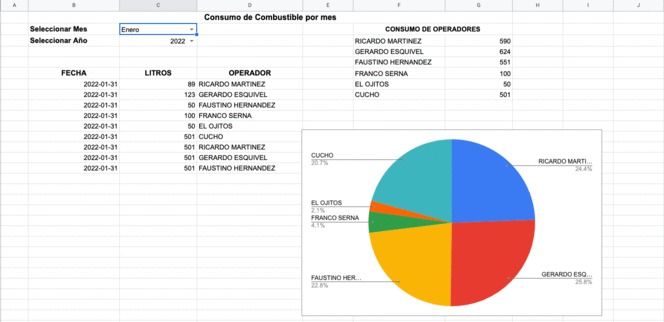 A B C D E F G H I J
Consumo de Combustible por mes
Seleccionar Mes Enero CONSUMO DE OPERADORES
Seleccionar Año 2022 RICARDO MARTINEZ 590
GERARDO ESQUIVEL 624
FAUSTINO HERNANDEZ 551
FECHA LITROS OPERADOR FRANCO SERNA 100
2022-01-31 89 RICARDO MARTINEZ EL OJITOS 50
2022-01-31 123 GERARDO ESQUIVEL CUCHO 501
2022-01-31 50 FAUSTINO HERNANDEZ
2022-01-31 100 FRANCO SERNA
2022-01-31 50 EL OJITOS
2022-01-31 501 CUCHO
2022-01-31 501 RICARDO MARTINEZ
2022-01-31 501 GERARDO ESQUIVEL
2022-01-31 501 FAUSTINO HERNANDEZ
CUCHO
20.7%
RICARDO MARTI...
24.4%
EL OJITOS
2.1%
FRANCO SERNA
4.1%
FAUSTINO HER...
22.8%
GERARDO ESQ...
25.8%